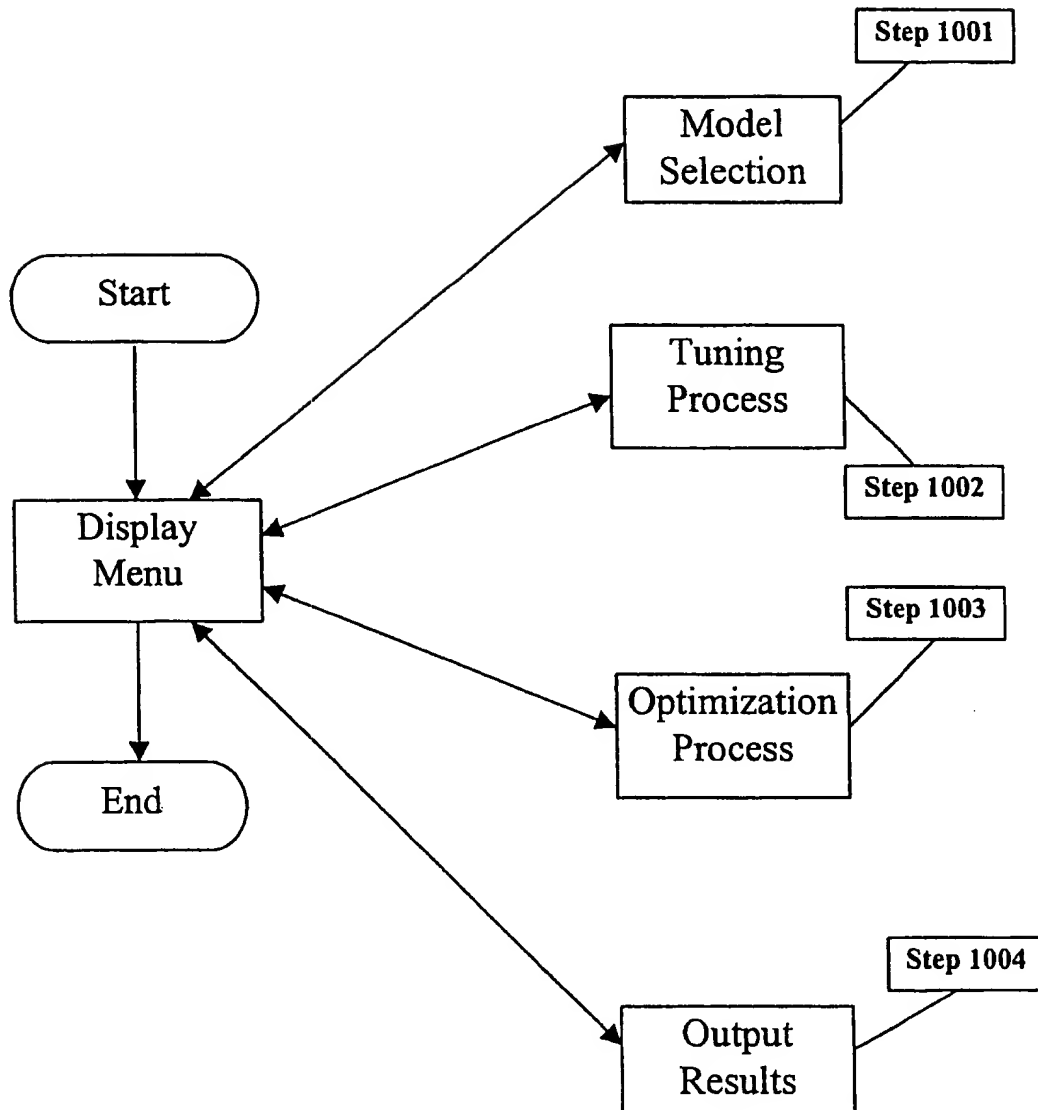 Step 1001
Model
Selection
Start
Tuning
Process
Step 1002
Display
Menu
Step 1003
Optimization
Process
End
Step 1004
Output
Results